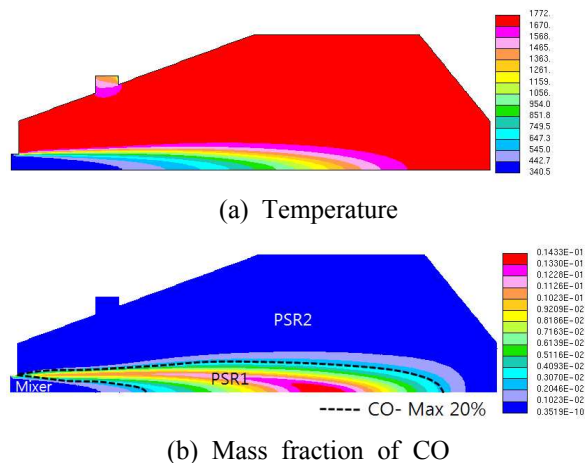 1772.
1670.
1568.
1465.
1363.
1261.
1159.
1056.
954.0
851.8
749.5
647.3
545.0
442.7
340.5
(a) Temperature
0.1433E-01
0.1330E-01
0.1228E-01
0.1126E-01
0.1023E-01
0.9209E-02
0.8186E-02
0.7163E-02
0.6139E-02
0.5116E-02
0.4093E-02
0.3070E-02
0.2046E-02
0.1023E-02
0.3519E-10
PSR2
PSR1
Mixer
CO- Max 20%
(b) Mass fraction of CO